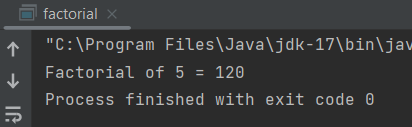 factorial
"C:\Program Files\Java\jdk-17\bin\jav
Factorial of 5 = 120
Process finished with exit code 0